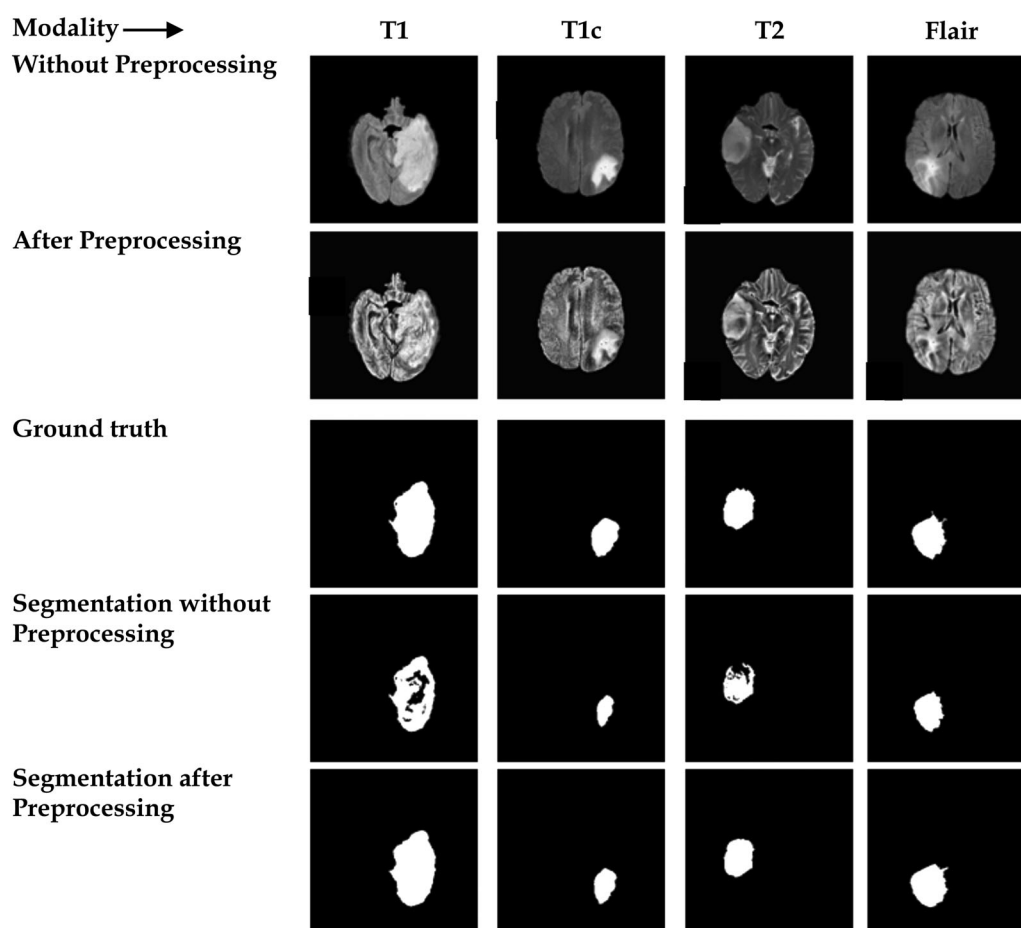 Modality
T1 T1c T2 Flair
Without Preprocessing
After Preprocessing
Ground truth
Segmentation without
Preprocessing
Segmentation after
Preprocessing